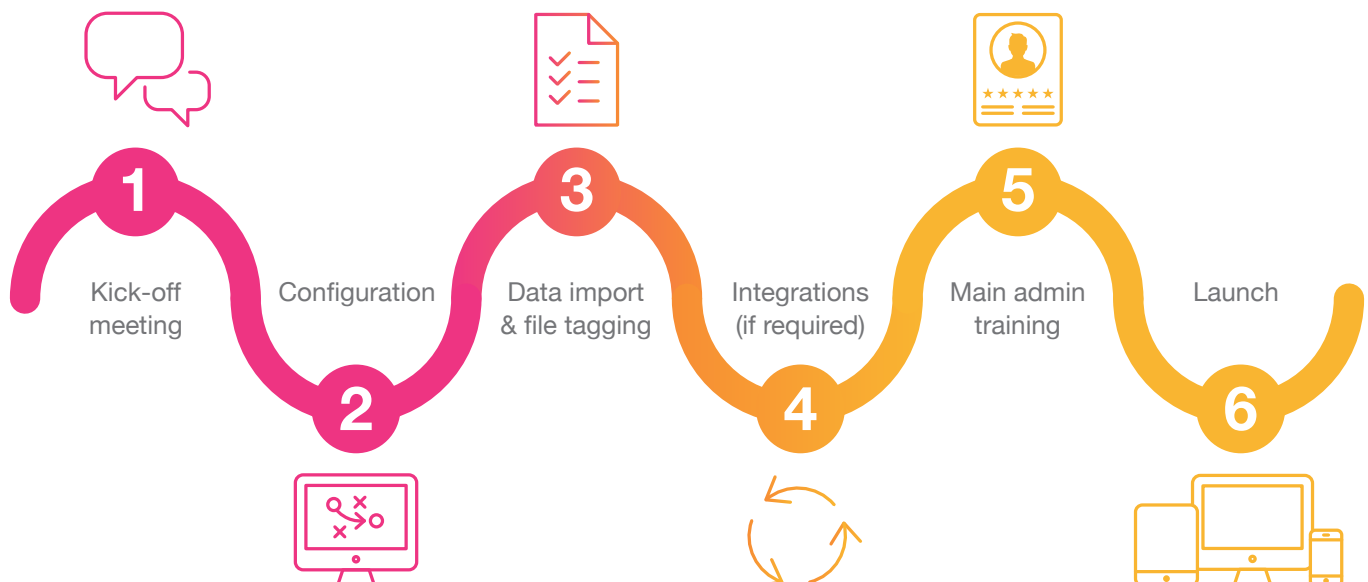 1
Kick-off
meeting
2
Configuration
3
Data import
& file tagging
4
Integrations
(if required)
5
Main admin
training
6
Launch